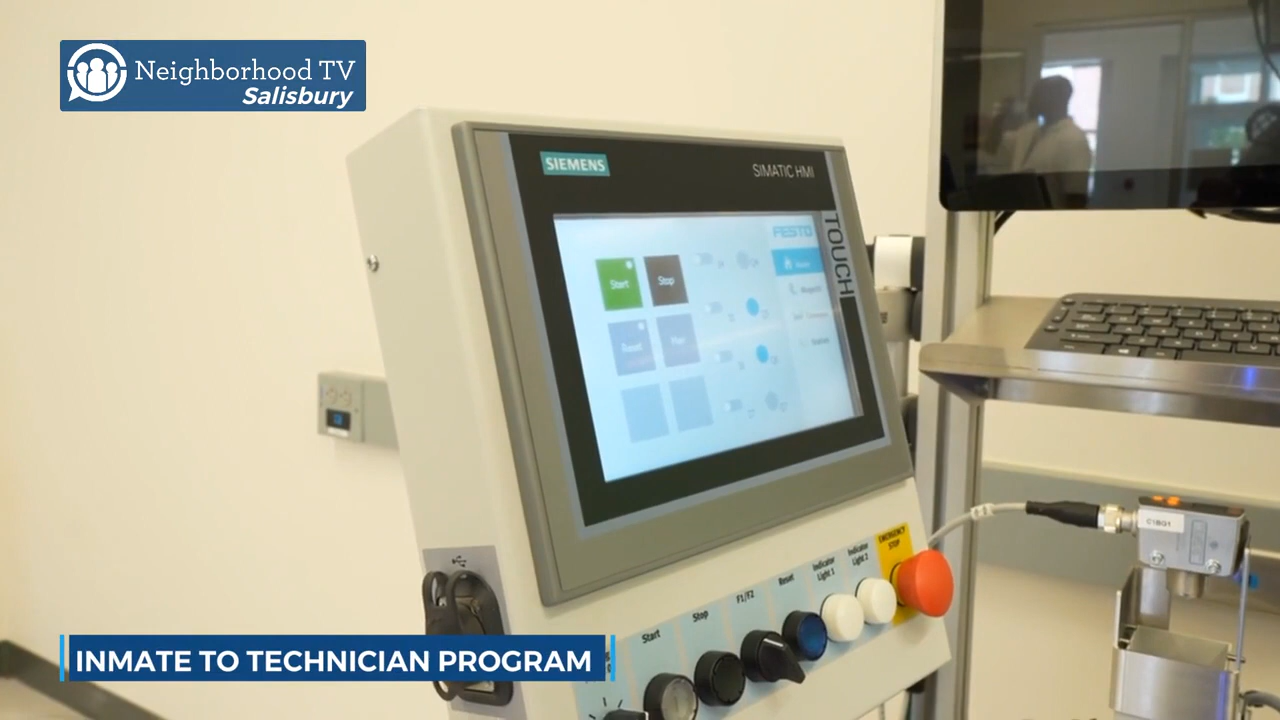 Neighborhood TV
Salisbury
SIEMENS
SIMATIC HMI
TOUCH
FESTO
Start
Stop
Reset
EMERGENCY
STOP
Indicator
Light 2
Indicator
Light 1
Reset
F1/F2
Stop
Start
C1BG1
INMATE TO TECHNICIAN PROGRAM